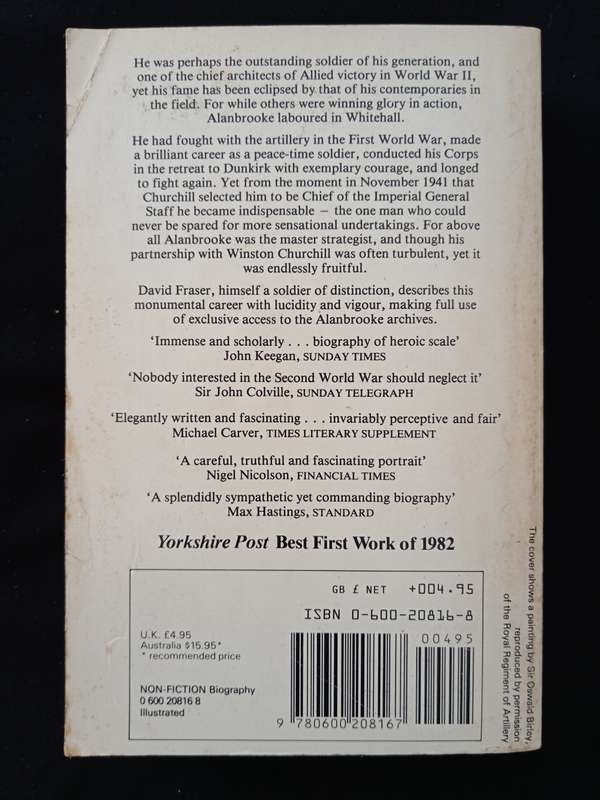 He was perhaps the outstanding soldier of his generation, and
one of the chief architects of Allied victory in World War II,
yet his fame has been eclipsed by that of his contemporaries in
the field. For while others were winning glory in action,
Alanbrooke laboured in Whitehall.
He had fought with the artillery in the First World War, made
a brilliant career as a peace-time soldier, conducted his Corps
in the retreat to Dunkirk with exemplary courage, and longed
to fight again. Yet from the moment in November 1941 that
Churchill selected him to be Chief of the Imperial General
Staff he became indispensable – the one man who could
never be spared for more sensational undertakings. For above
all Alanbrooke was the master strategist, and though his
partnership with Winston Churchill was often turbulent, yet it
was endlessly fruitful.
David Fraser, himself a soldier of distinction, describes this
monumental career with lucidity and vigour, making full use
of exclusive access to the Alanbrooke archives.
‘Immense and scholarly . . . biography of heroic scale’
John Keegan, SUNDAY TIMES
‘Nobody interested in the Second World War should neglect it’
Sir John Colville, SUNDAY TELEGRAPH
‘Elegantly written and fascinating . . . invariably perceptive and fair’
Michael Carver, TIMES LITERARY SUPPLEMENT
‘A careful, truthful and fascinating portrait’
Nigel Nicolson, FINANCIAL TIMES
‘A splendidly sympathetic yet commanding biography’
Max Hastings, STANDARD
Yorkshire Post Best First Work of 1982
GB £ NET +004.95
ISBN 0-600-20816-8
00495
U.K. £4.95
Australia $15.95*
* recommended price
NON-FICTION Biography
0 600 20816 8
Illustrated
9 780600 208167
The cover shows a painting by Sir Oswald Birley,
reproduced by permission
of the Royal Regiment of Artillery